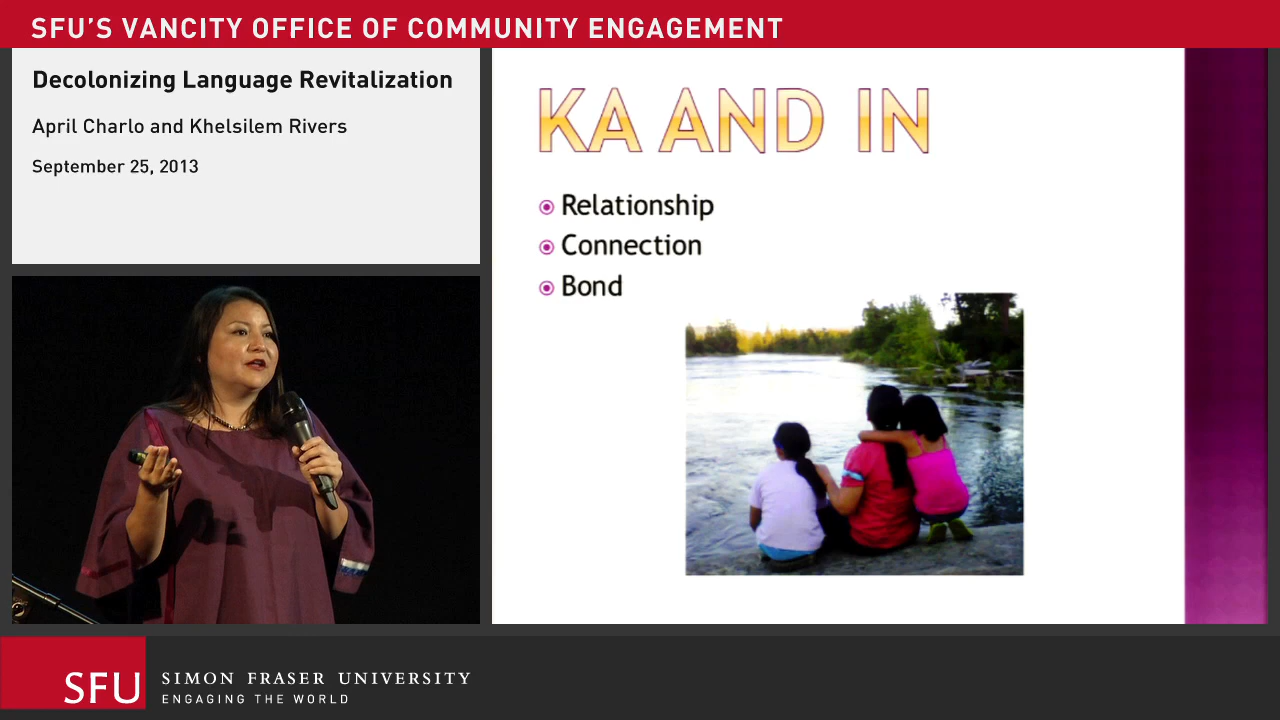 SFU'S VANCITY OFFICE OF COMMUNITY ENGAGEMENT
Decolonizing Language Revitalization
April Charlo and Khelsilem Rivers
September 25, 2013
KA AND IN
Relationship
Connection
Bond
SFU
SIMON FRASER UNIVERSITY
ENGAGING THE WORLD